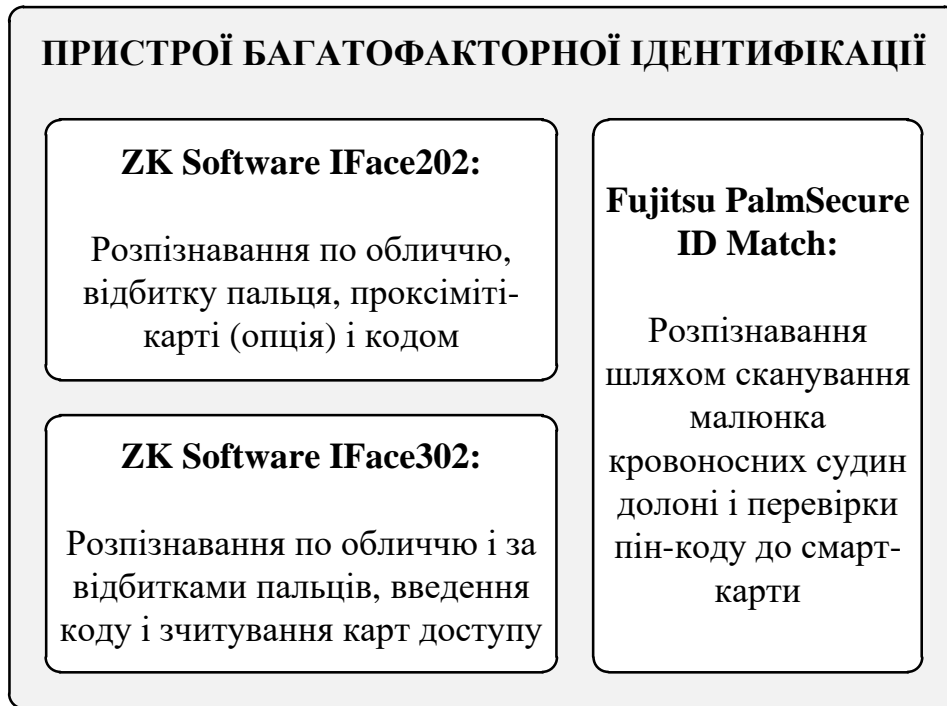 ПРИСТРОЇ БАГАТОФАКТОРНОЇ ІДЕНТИФІКАЦІЇ
ZK Software IFace202:
Розпізнавання по обличчю,
відбитку пальця, проксіміті-
карті (опція) і кодом
ZK Software IFace302:
Розпізнавання по обличчю і за
відбитками пальців, введення
коду і зчитування карт доступу
Fujitsu PalmSecure
ID Match:
Розпізнавання
шляхом сканування
малюнка
кровоносних судин
долоні і перевірки
пін-коду до смарт-
карти